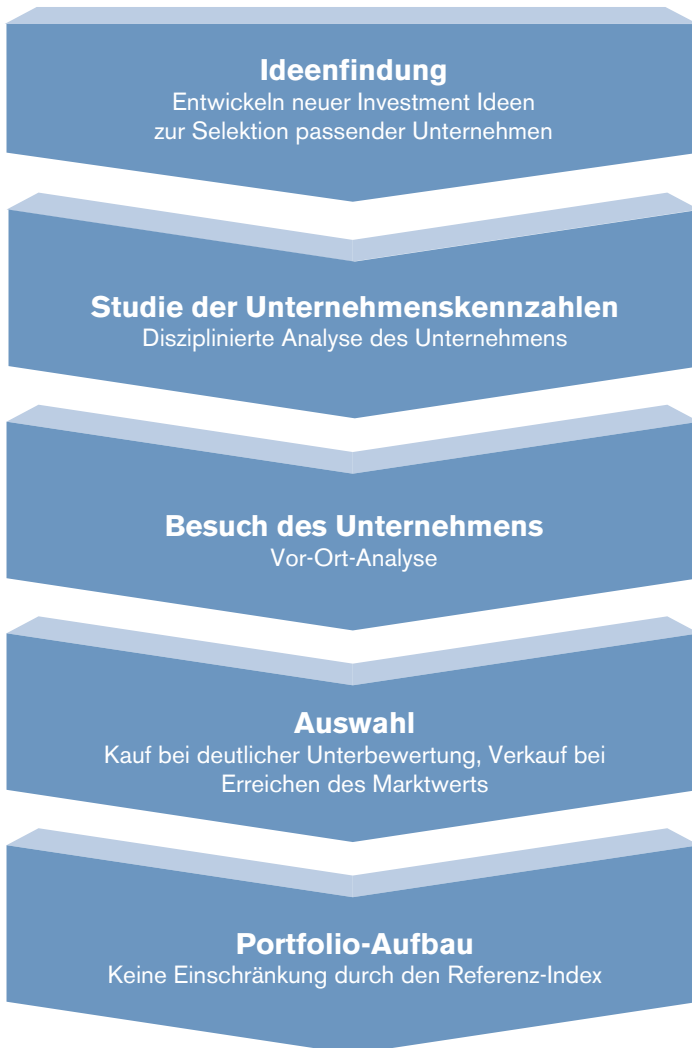 Ideenfindung
Entwickeln neuer Investment Ideen
zur Selektion passender Unternehmen
Studie der Unternehmenskennzahlen
Disziplinierte Analyse des Unternehmens
Besuch des Unternehmens
Vor-Ort-Analyse
Auswahl
Kauf bei deutlicher Unterbewertung, Verkauf bei
Erreichen des Marktwerts
Portfolio-Aufbau
Keine Einschränkung durch den Referenz-Index